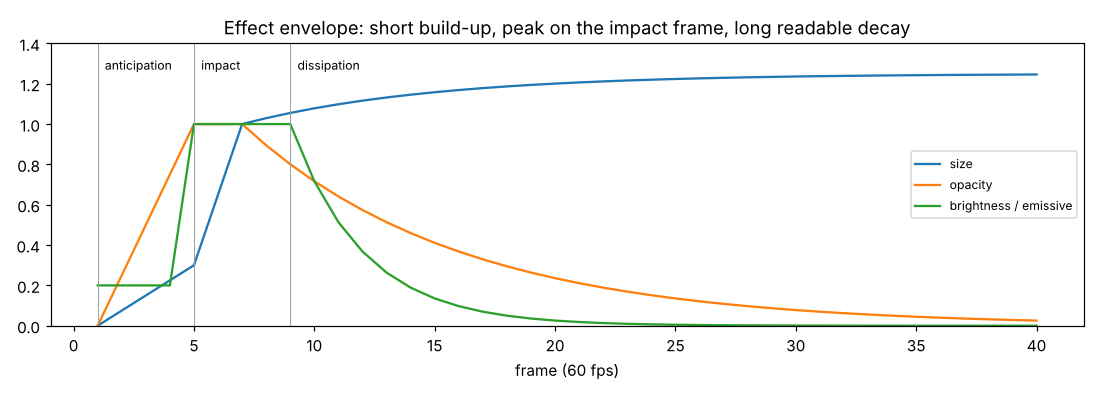 Effect envelope: short build-up, peak on the impact frame, long readable decay
1.4
1.2
1.0
0.8
0.6
0.4
0.2
0.0
anticipation
impact
dissipation
size
opacity
brightness / emissive
0 5 10 15 20 25 30 35 40
frame (60 fps)